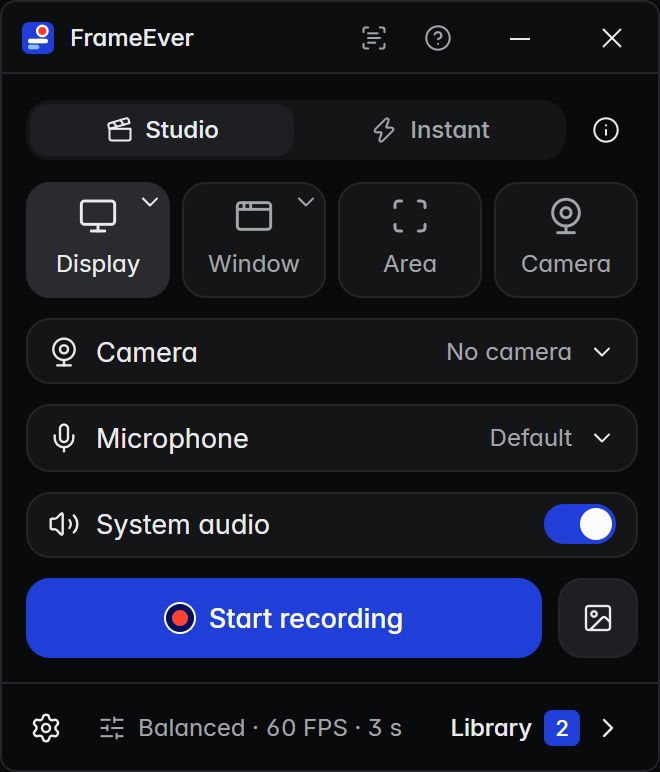 FrameEver
Studio
Instant
Display
Window
Area
Camera
Camera
No camera
Microphone
Default
System audio
Start recording
Balanced · 60 FPS · 3 s
Library
2